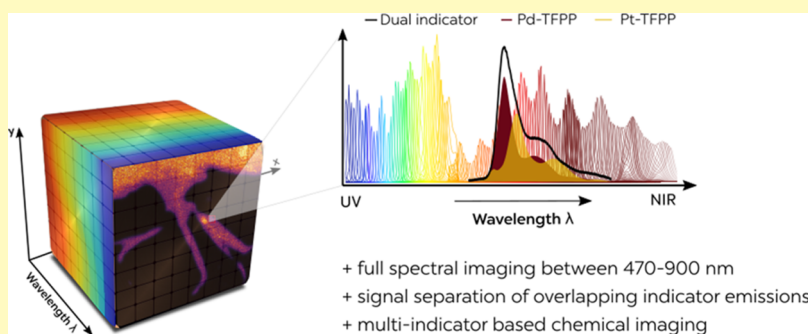 Dual indicator Pd-TFPP Pt-TFPP
y
x
Wavelength λ
UV
NIR
Wavelength λ
+ full spectral imaging between 470-900 nm
+ signal separation of overlapping indicator emissions
+ multi-indicator based chemical imaging